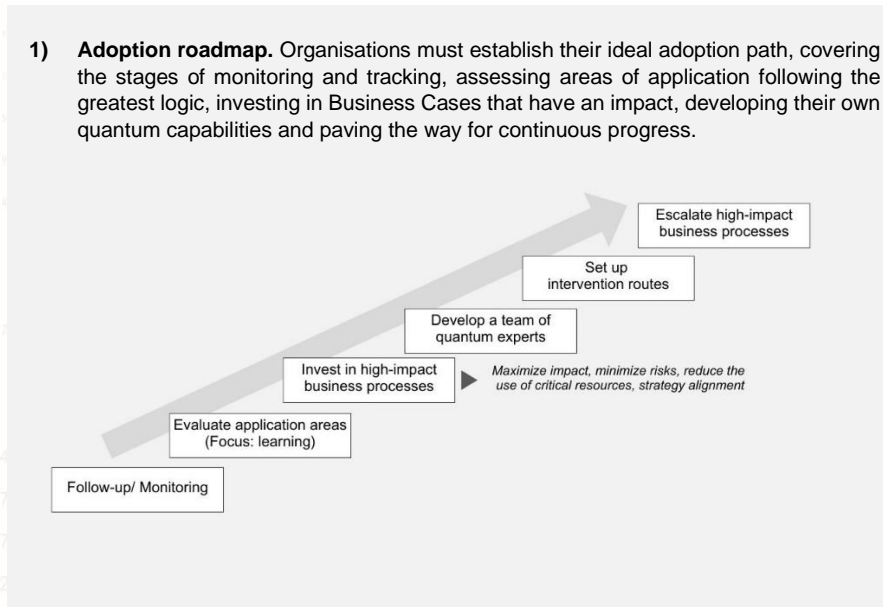 1) Adoption roadmap. Organisations must establish their ideal adoption path, covering
the stages of monitoring and tracking, assessing areas of application following the
greatest logic, investing in Business Cases that have an impact, developing their own
quantum capabilities and paving the way for continuous progress.
Escalate high-impact
business processes
Set up
intervention routes
Develop a team of
quantum experts
Invest in high-impact
business processes
Maximize impact, minimize risks, reduce the
use of critical resources, strategy alignment
Evaluate application areas
(Focus: learning)
Follow-up/ Monitoring